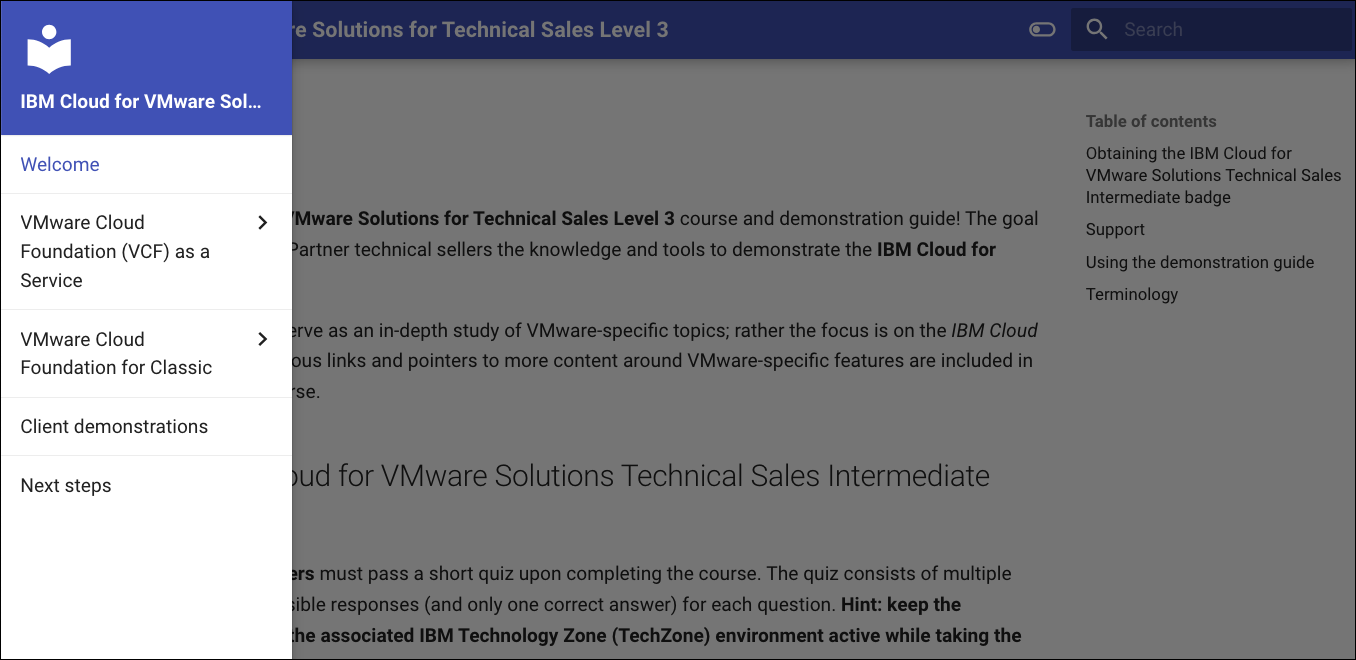 IBM Cloud for VMware Sol…
Welcome
VMware Cloud
Foundation (VCF) as a
Service
VMware Cloud
Foundation for Classic
Client demonstrations
Next steps
re Solutions for Technical Sales Level 3
Search
VMware Solutions for Technical Sales Level 3 course and demonstration guide! The goal
Partner technical sellers the knowledge and tools to demonstrate the IBM Cloud for
erve as an in-depth study of VMware-specific topics; rather the focus is on the IBM Cloud
ous links and pointers to more content around VMware-specific features are included in
rse.
oud for VMware Solutions Technical Sales Intermediate
ers must pass a short quiz upon completing the course. The quiz consists of multiple
sible responses (and only one correct answer) for each question. Hint: keep the
the associated IBM Technology Zone (TechZone) environment active while taking the
Table of contents
Obtaining the IBM Cloud for
VMware Solutions Technical Sales
Intermediate badge
Support
Using the demonstration guide
Terminology